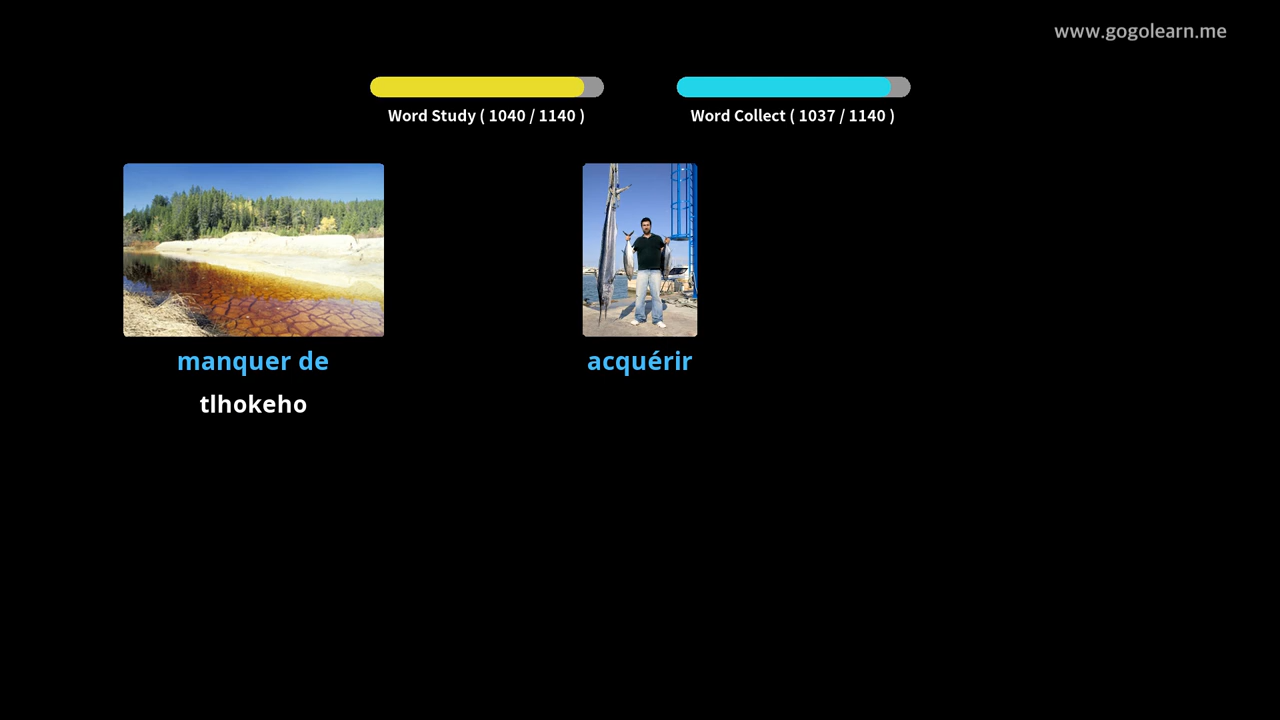 www.gogolearn.me
Word Study ( 1040 / 1140 )
Word Collect ( 1037 / 1140 )
manquer de
tlhokeho
acquérir